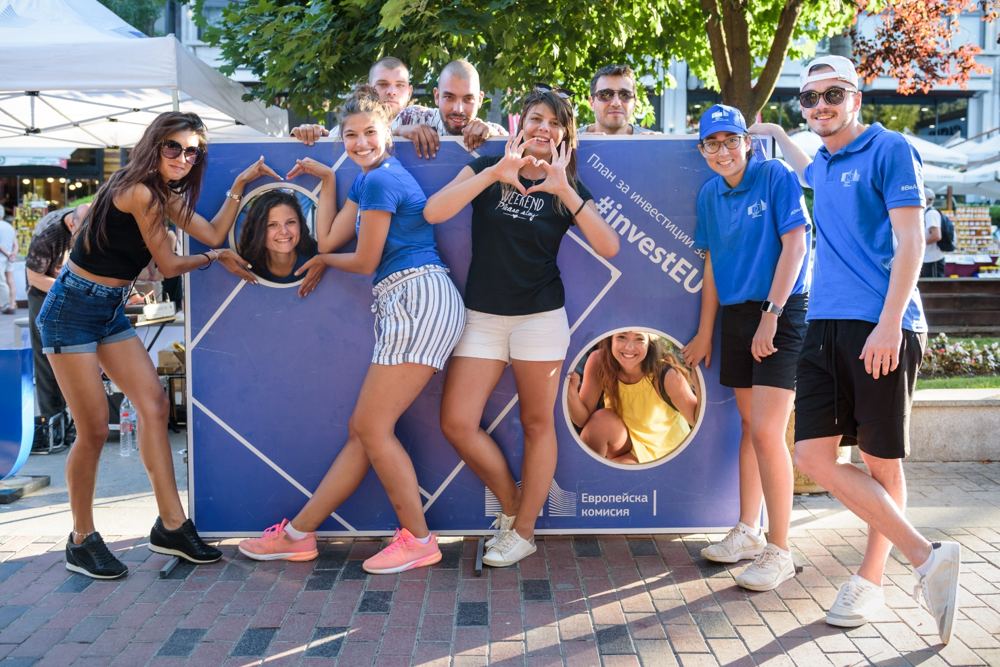 WEEKEND
Please stay
План за инвестиции за
#investEU
#BeA
Европейска
комисия